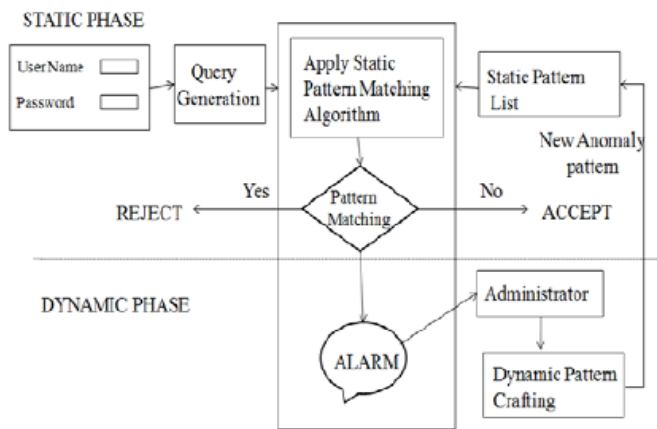 STATIC PHASE
UserName
Password
Query
Generation
Apply Static
Pattern Matching
Algorithm
Static Pattern
List
New Anomaly
pattern
Yes
Pattern
Matching
No
REJECT
ACCEPT
DYNAMIC PHASE
ALARM
Administrator
Dynamic Pattern
Crafting